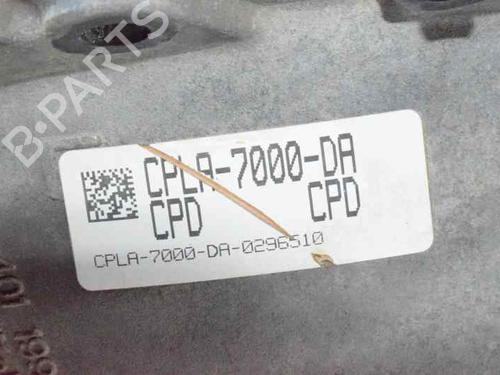 B-PARTS
CPLA-7000-DA
CPD CPD
CPLA-7000-DA-0296510